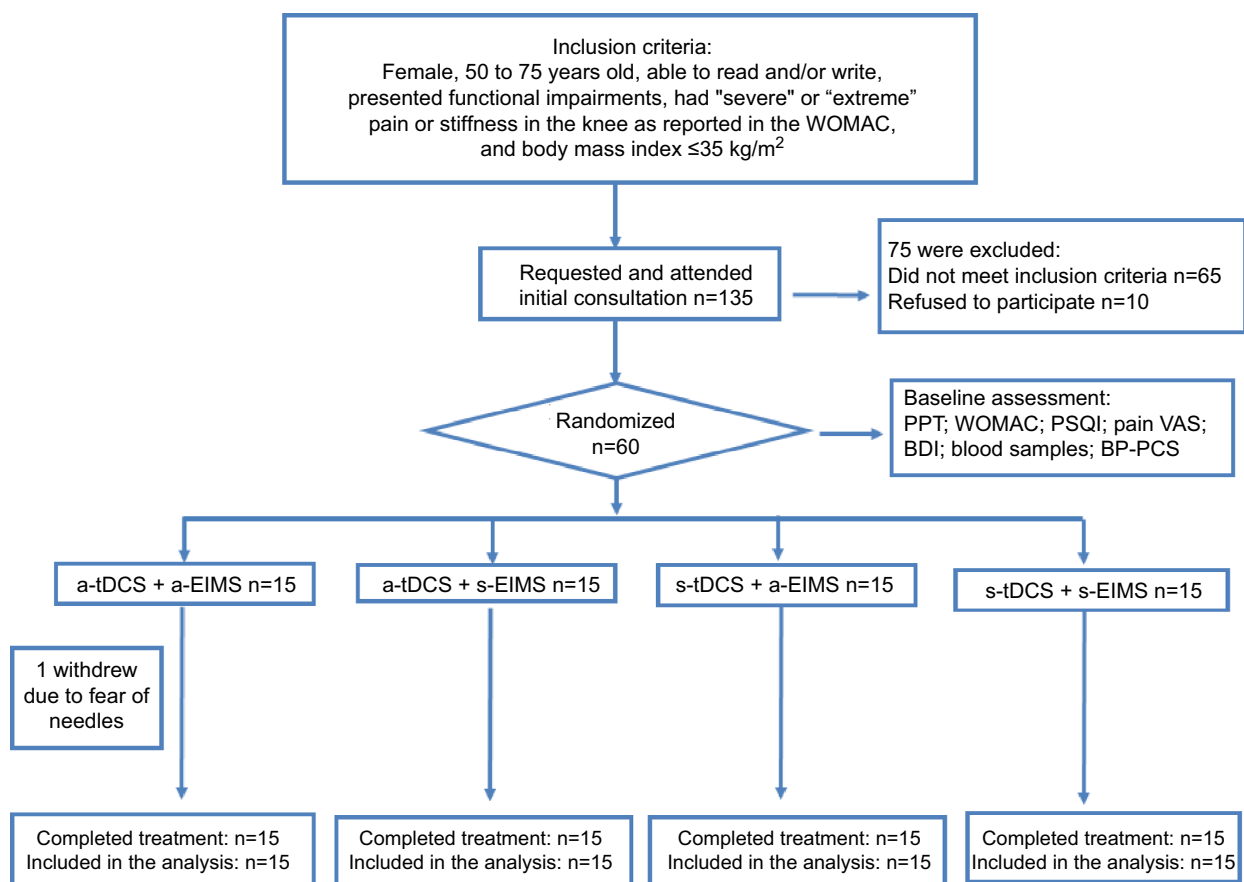 Inclusion criteria:
Female, 50 to 75 years old, able to read and/or write,
presented functional impairments, had "severe" or “extreme”
pain or stiffness in the knee as reported in the WOMAC,
and body mass index ≤35 kg/m²
Requested and attended
initial consultation n=135
75 were excluded:
Did not meet inclusion criteria n=65
Refused to participate n=10
Randomized
n=60
Baseline assessment:
PPT; WOMAC; PSQI; pain VAS;
BDI; blood samples; BP-PCS
a-tDCS + a-EIMS n=15
a-tDCS + s-EIMS n=15
s-tDCS + a-EIMS n=15
s-tDCS + s-EIMS n=15
1 withdrew
due to fear of
needles
Completed treatment: n=15
Included in the analysis: n=15
Completed treatment: n=15
Included in the analysis: n=15
Completed treatment: n=15
Included in the analysis: n=15
Completed treatment: n=15
Included in the analysis: n=15